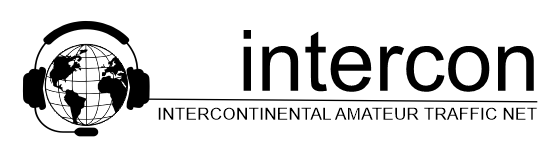 intercon
INTERCONTINENTAL AMATEUR TRAFFIC NET